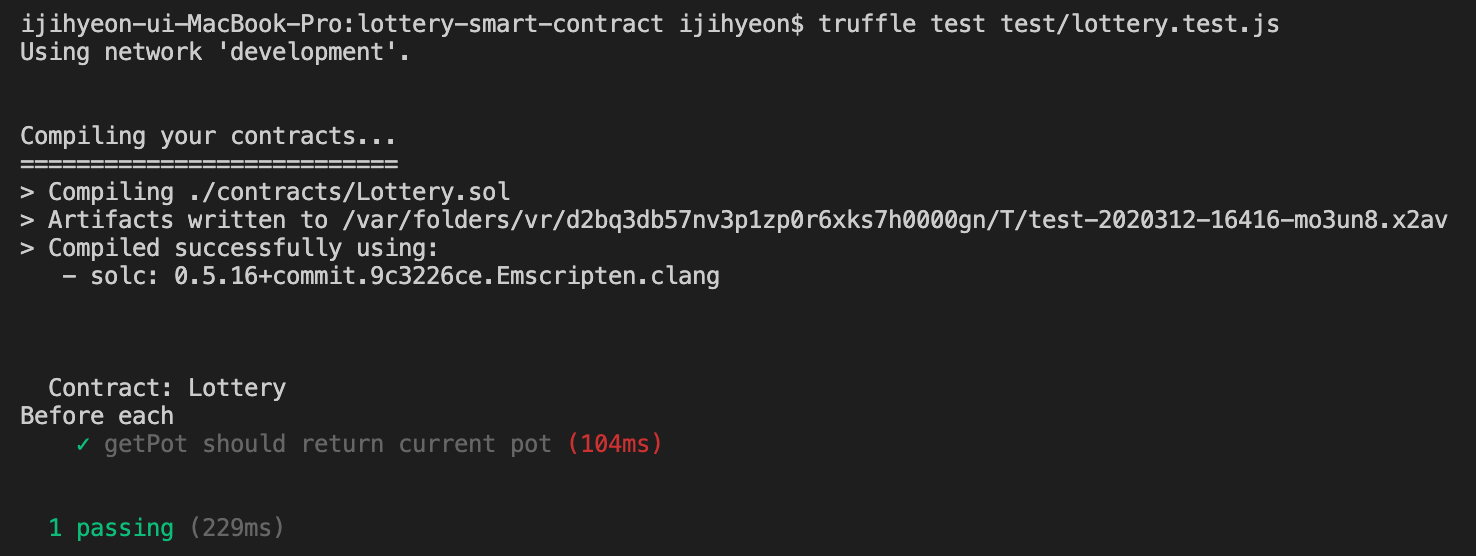 ijihyeon-ui-MacBook-Pro:lottery-smart-contract ijihyeon$ truffle test test/lottery.test.js
Using network 'development'.
Compiling your contracts...
===========================
> Compiling ./contracts/Lottery.sol
> Artifacts written to /var/folders/vr/d2bq3db57nv3p1zp0r6xks7h0000gn/T/test-2020312-16416-mo3un8.x2av
> Compiled successfully using:
   - solc: 0.5.16+commit.9c3226ce.Emscripten.clang
  Contract: Lottery
Before each
    ✓ getPot should return current pot (104ms)
  1 passing (229ms)